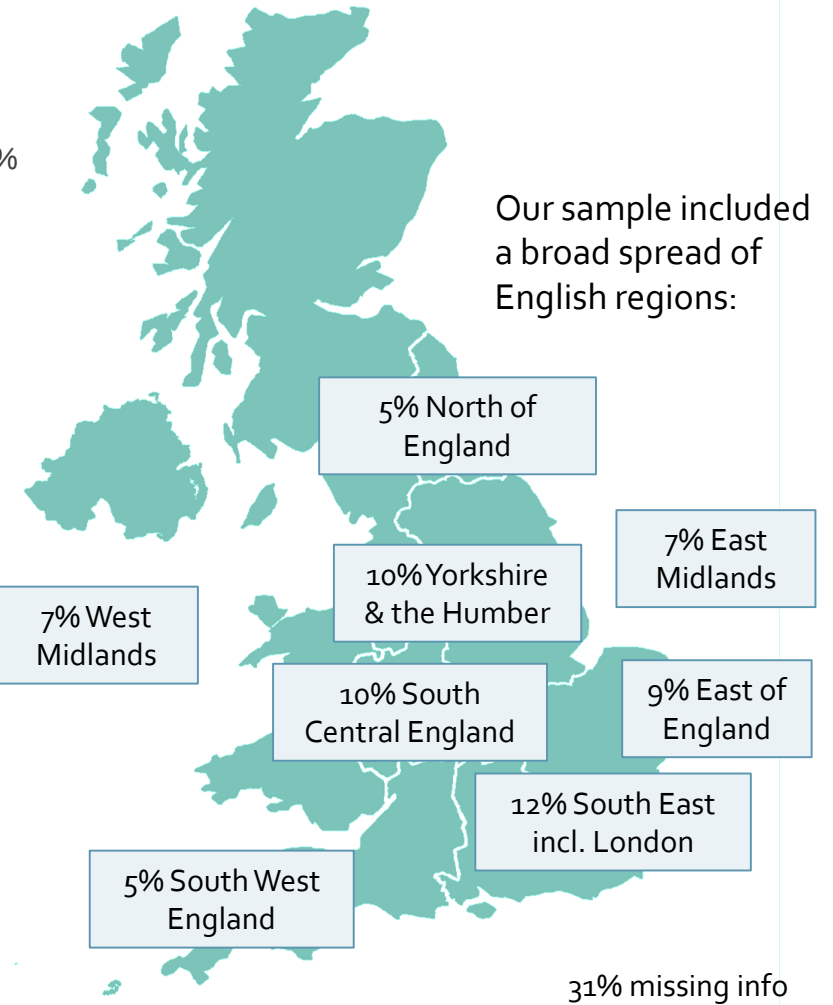 %
Our sample included
a broad spread of
English regions:
5% North of
England
7% East
Midlands
10% Yorkshire
& the Humber
7% West
Midlands
10% South
Central England
9% East of
England
12% South East
incl. London
5% South West
England
31% missing info